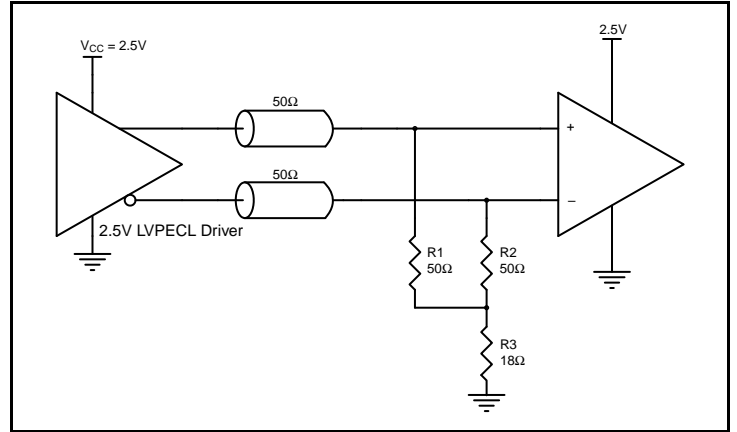 V_CC = 2.5V
2.5V
50Ω
+
50Ω
–
2.5V LVPECL Driver
R1
50Ω
R2
50Ω
R3
18Ω